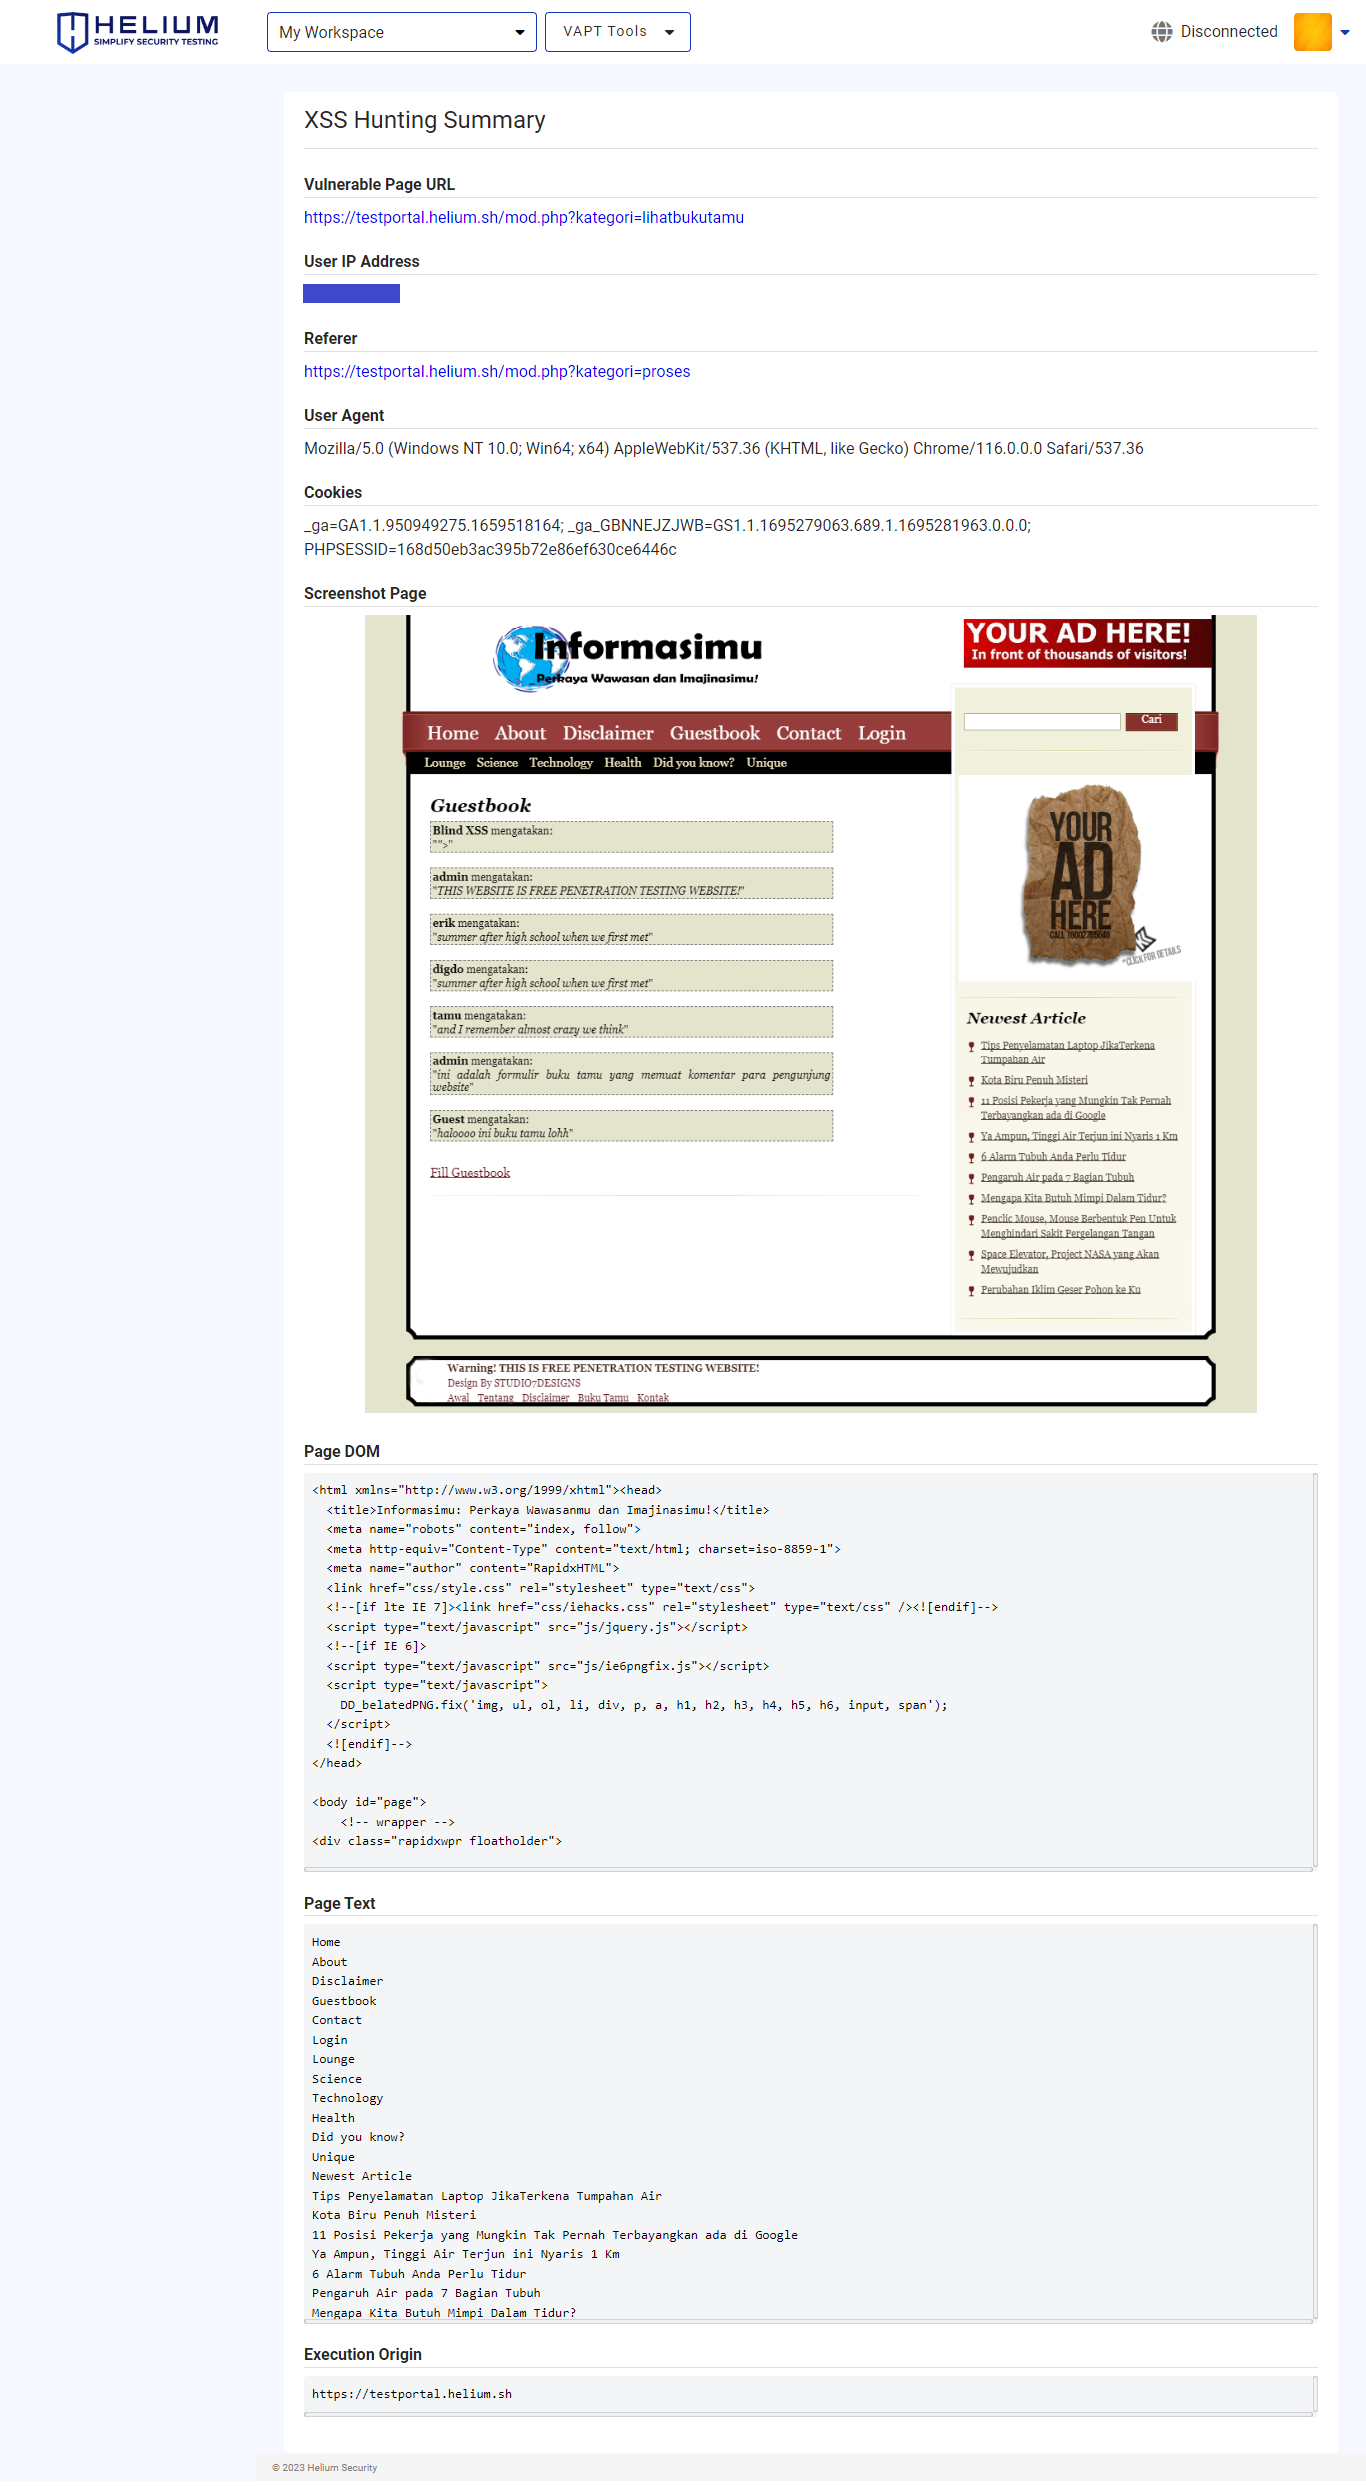 HELIUM
SIMPLIFY SECURITY TESTING
My Workspace
VAPT Tools
Disconnected
XSS Hunting Summary
Vulnerable Page URL
https://testportal.helium.sh/mod.php?kategori=lihatbukutamu
User IP Address
Referer
https://testportal.helium.sh/mod.php?kategori=proses
User Agent
Mozilla/5.0 (Windows NT 10.0; Win64; x64) AppleWebKit/537.36 (KHTML, like Gecko) Chrome/116.0.0.0 Safari/537.36
Cookies
_ga=GA1.1.950949275.1659518164; _ga_GBNNEJZJWB=GS1.1.1695279063.689.1.1695281963.0.0.0;
PHPSESSID=168d50eb3ac395b72e86ef630ce6446c
Screenshot Page
Informasimu
Perkaya Wawasan dan Imajinasimu!
YOUR AD HERE!
In front of thousands of visitors!
Cari
Home About Disclaimer Guestbook Contact Login
Lounge Science Technology Health Did you know? Unique
Guestbook
Blind XSS mengatakan:
"">"
admin mengatakan:
"THIS WEBSITE IS FREE PENETRATION TESTING WEBSITE!"
erik mengatakan:
"summer after high school when we first met"
digdo mengatakan:
"summer after high school when we first met"
tamu mengatakan:
"and I remember almost crazy we think"
admin mengatakan:
"ini adalah formulir buku tamu yang memuat komentar para pengunjung
website"
Guest mengatakan:
"haloooo ini buku tamu lohh"
Fill Guestbook
YOUR
AD
HERE
CALL 18002765648
*CLICK FOR DETAILS
Newest Article
Tips Penyelamatan Laptop JikaTerkena
Tumpahan Air
Kota Biru Penuh Misteri
11 Posisi Pekerja yang Mungkin Tak Pernah
Terbayangkan ada di Google
Ya Ampun, Tinggi Air Terjun ini Nyaris 1 Km
6 Alarm Tubuh Anda Perlu Tidur
Pengaruh Air pada 7 Bagian Tubuh
Mengapa Kita Butuh Mimpi Dalam Tidur?
Penclic Mouse, Mouse Berbentuk Pen Untuk
Menghindari Sakit Pergelangan Tangan
Space Elevator, Project NASA yang Akan
Mewujudkan
Perubahan Iklim Geser Pohon ke Ku
Warning! THIS IS FREE PENETRATION TESTING WEBSITE!
Design By STUDIO7DESIGNS
Awal Tentang Disclaimer Buku Tamu Kontak
Page DOM
<html xmlns="http://www.w3.org/1999/xhtml"><head>
<title>Informasimu: Perkaya Wawasanmu dan Imajinasimu!</title>
<meta name="robots" content="index, follow">
<meta http-equiv="Content-Type" content="text/html; charset=iso-8859-1">
<meta name="author" content="RapidxHTML">
<link href="css/style.css" rel="stylesheet" type="text/css">
<!--[if lte IE 7]><link href="css/iehacks.css" rel="stylesheet" type="text/css" /><![endif]-->
<script type="text/javascript" src="js/jquery.js"></script>
<!--[if IE 6]>
<script type="text/javascript" src="js/ie6pngfix.js"></script>
<script type="text/javascript">
DD_belatedPNG.fix('img, ul, ol, li, div, p, a, h1, h2, h3, h4, h5, h6, input, span');
</script>
<![endif]-->
</head>
<body id="page">
<!-- wrapper -->
<div class="rapidxwpr floatholder">
Page Text
Home
About
Disclaimer
Guestbook
Contact
Login
Lounge
Science
Technology
Health
Did you know?
Unique
Newest Article
Tips Penyelamatan Laptop JikaTerkena Tumpahan Air
Kota Biru Penuh Misteri
11 Posisi Pekerja yang Mungkin Tak Pernah Terbayangkan ada di Google
Ya Ampun, Tinggi Air Terjun ini Nyaris 1 Km
6 Alarm Tubuh Anda Perlu Tidur
Pengaruh Air pada 7 Bagian Tubuh
Mengapa Kita Butuh Mimpi Dalam Tidur?
Execution Origin
https://testportal.helium.sh
© 2023 Helium Security